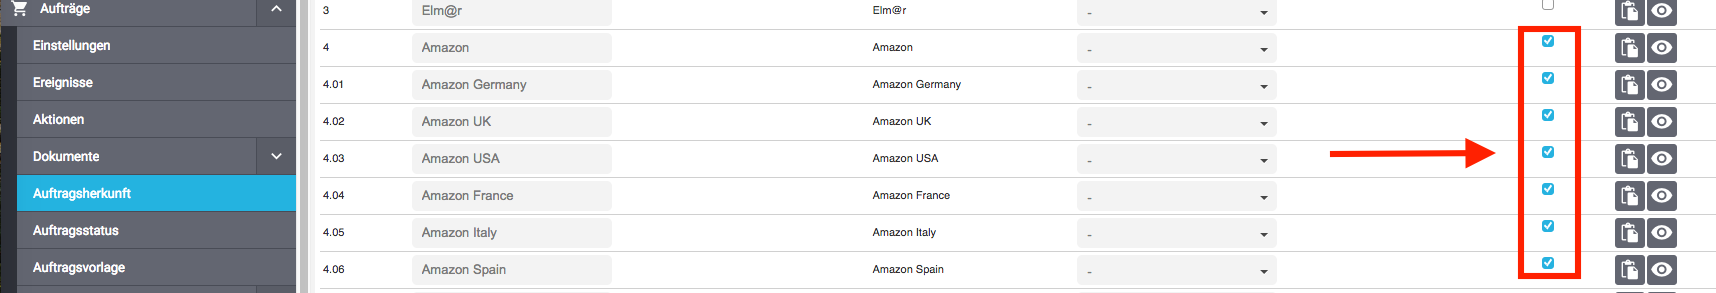 Aufträge
Einstellungen
Ereignisse
Aktionen
Dokumente
Auftragsherkunft
Auftragsstatus
Auftragsvorlage
3 Elm@r Elm@r -
4 Amazon Amazon -
4.01 Amazon Germany Amazon Germany -
4.02 Amazon UK Amazon UK -
4.03 Amazon USA Amazon USA -
4.04 Amazon France Amazon France -
4.05 Amazon Italy Amazon Italy -
4.06 Amazon Spain Amazon Spain -